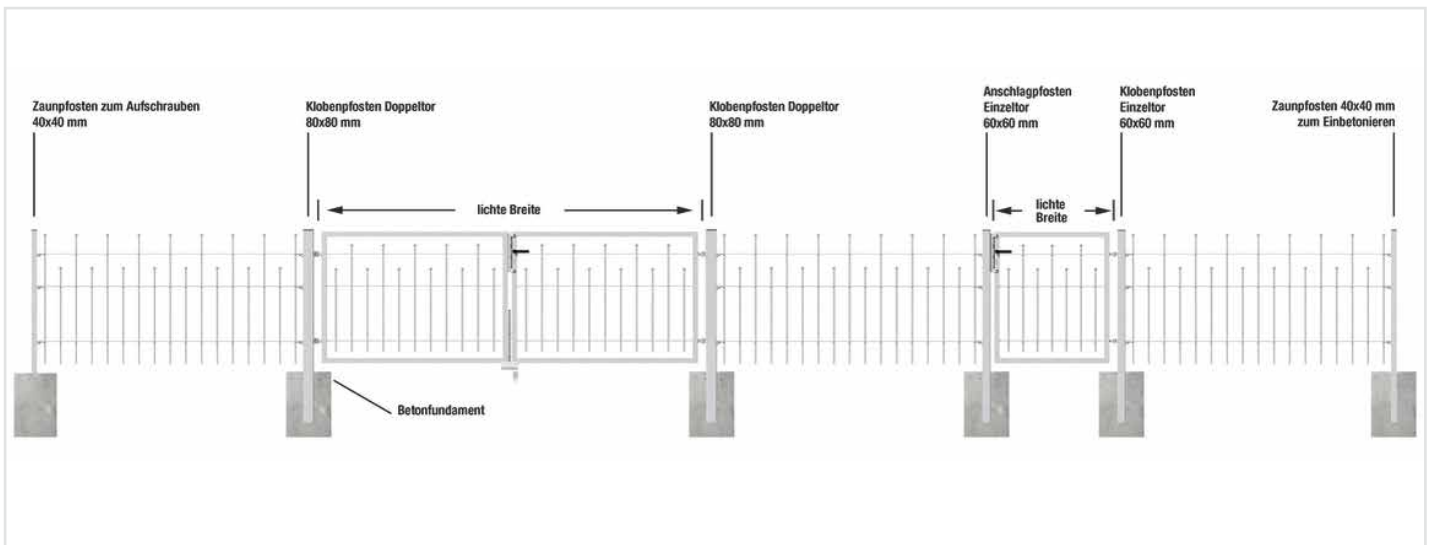 Zaunpfosten zum Aufschrauben
40x40 mm
Klobenpfosten Doppeltor
80x80 mm
Klobenpfosten Doppeltor
80x80 mm
Anschlagpfosten
Einzeltor
60x60 mm
Klobenpfosten
Einzeltor
60x60 mm
Zaunpfosten 40x40 mm
zum Einbetonieren
lichte Breite
lichte
Breite
Betonfundament